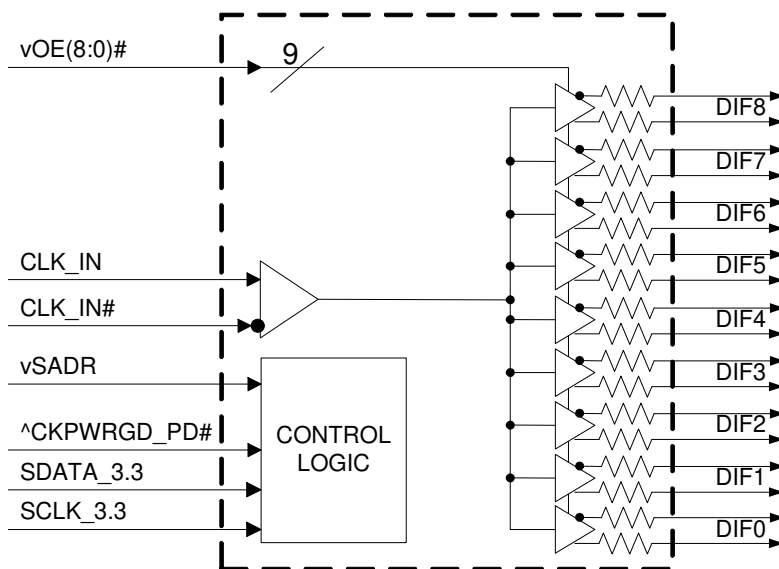 vOE(8:0)#
9
DIF8
DIF7
DIF6
CLK_IN
DIF5
CLK_IN#
DIF4
vSADR
DIF3
^CKPWRGD_PD#
CONTROL
LOGIC
DIF2
SDATA_3.3
DIF1
SCLK_3.3
DIF0